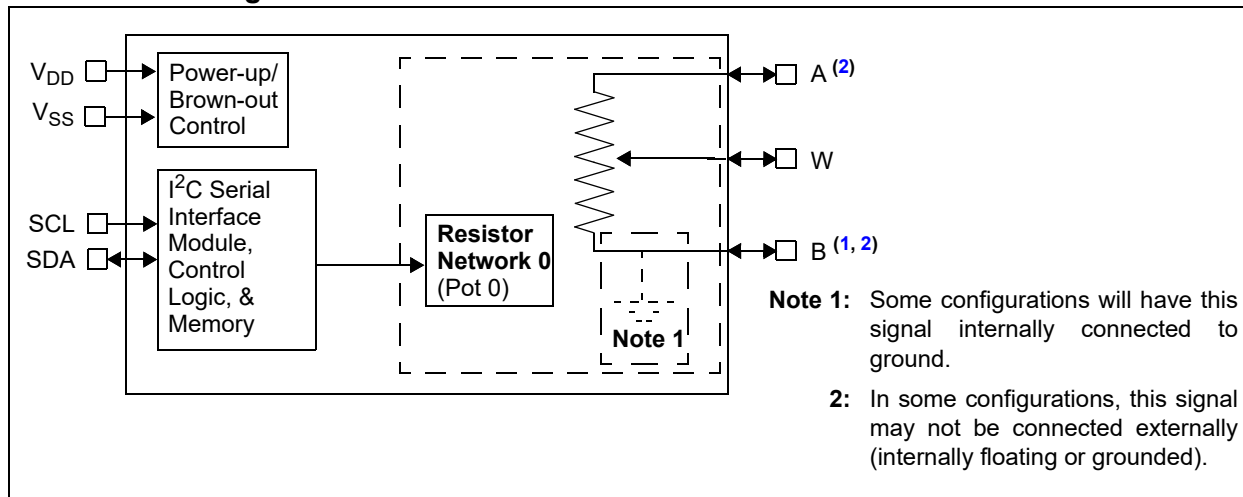 V_DD
V_SS
Power-up/
Brown-out
Control
SCL
SDA
I²C Serial
Interface
Module,
Control
Logic, &
Memory
Resistor
Network 0
(Pot 0)
Note 1
A (2)
W
B (1, 2)
Note 1: Some configurations will have this
signal internally connected to
ground.
2: In some configurations, this signal
may not be connected externally
(internally floating or grounded).